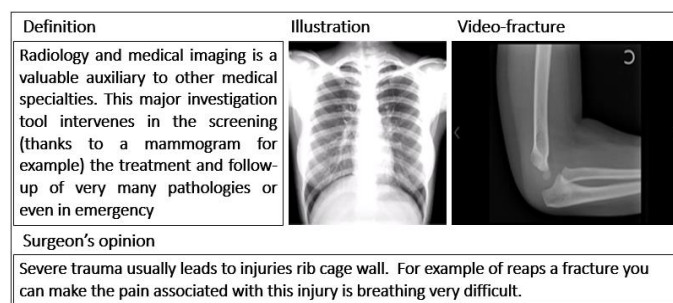 Definition
Illustration
Video-fracture
Radiology and medical imaging is a
valuable auxiliary to other medical
specialties. This major investigation
tool intervenes in the screening
(thanks to a mammogram for
example) the treatment and follow-
up of very many pathologies or
even in emergency
Surgeon's opinion
Severe trauma usually leads to injuries rib cage wall. For example of reaps a fracture you
can make the pain associated with this injury is breathing very difficult.